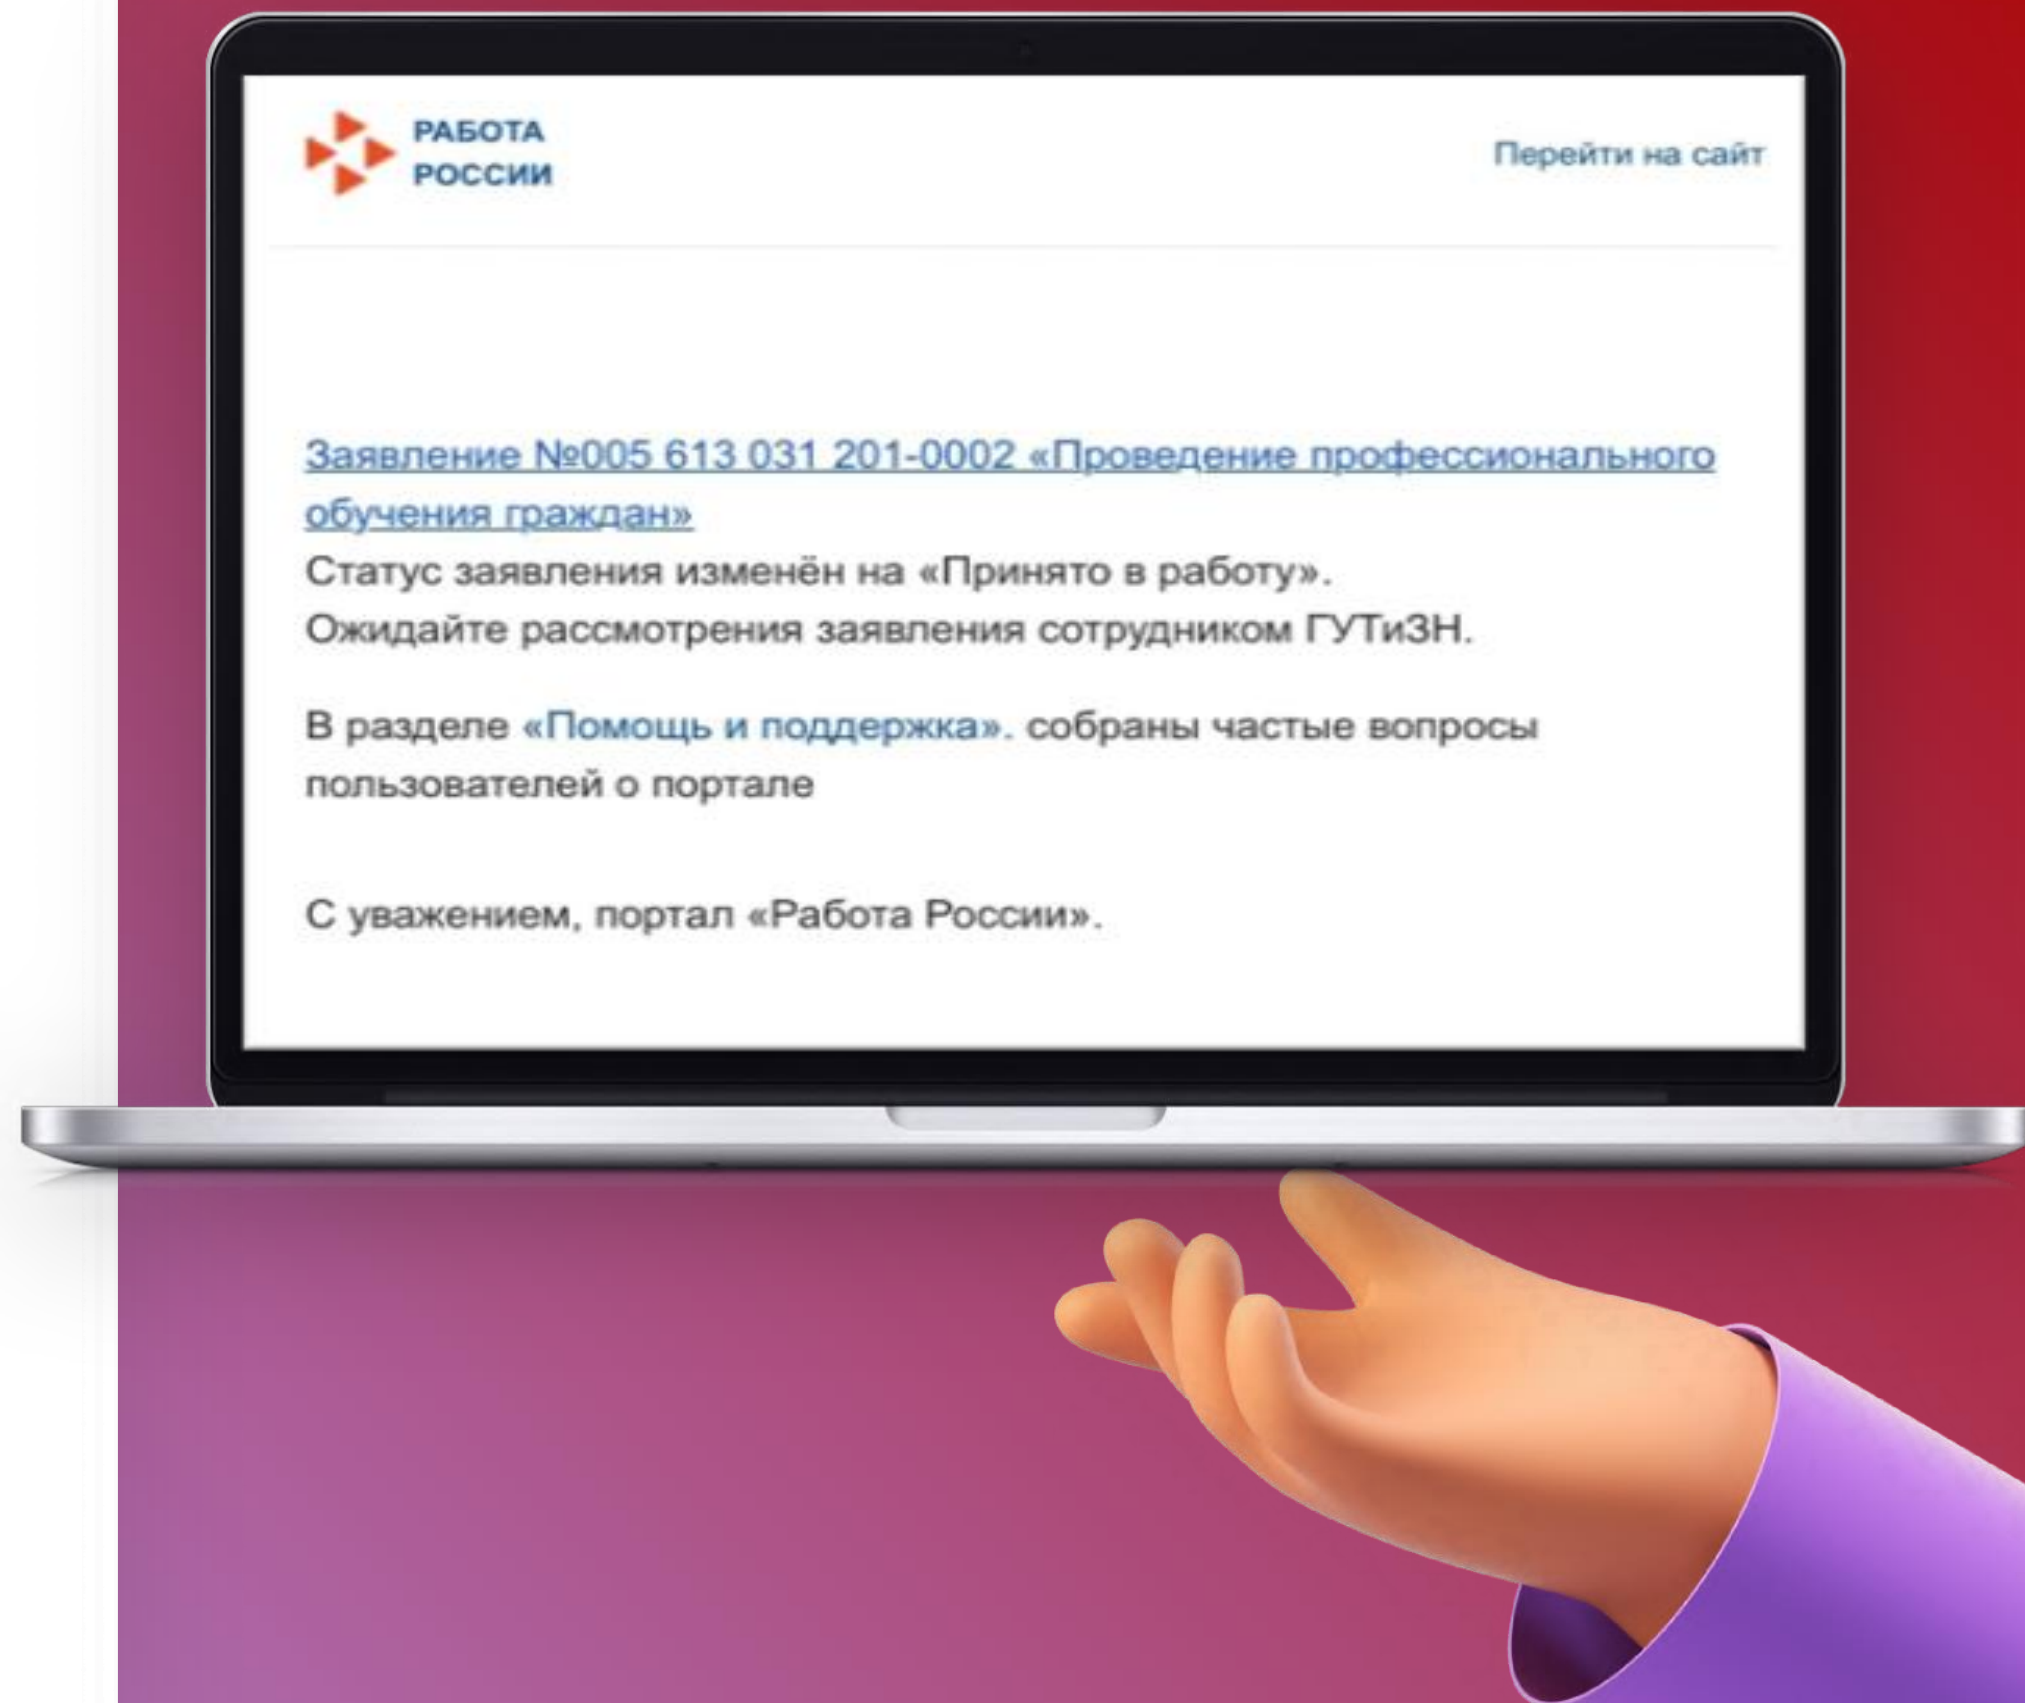 РАБОТА
РОССИИ
Перейти на сайт
Заявление №005 613 031 201-0002 «Проведение профессионального
обучения граждан»
Статус заявления изменён на «Принято в работу».
Ожидайте рассмотрения заявления сотрудником ГУТиЗН.
В разделе «Помощь и поддержка». собраны частые вопросы
пользователей о портале
С уважением, портал «Работа России».